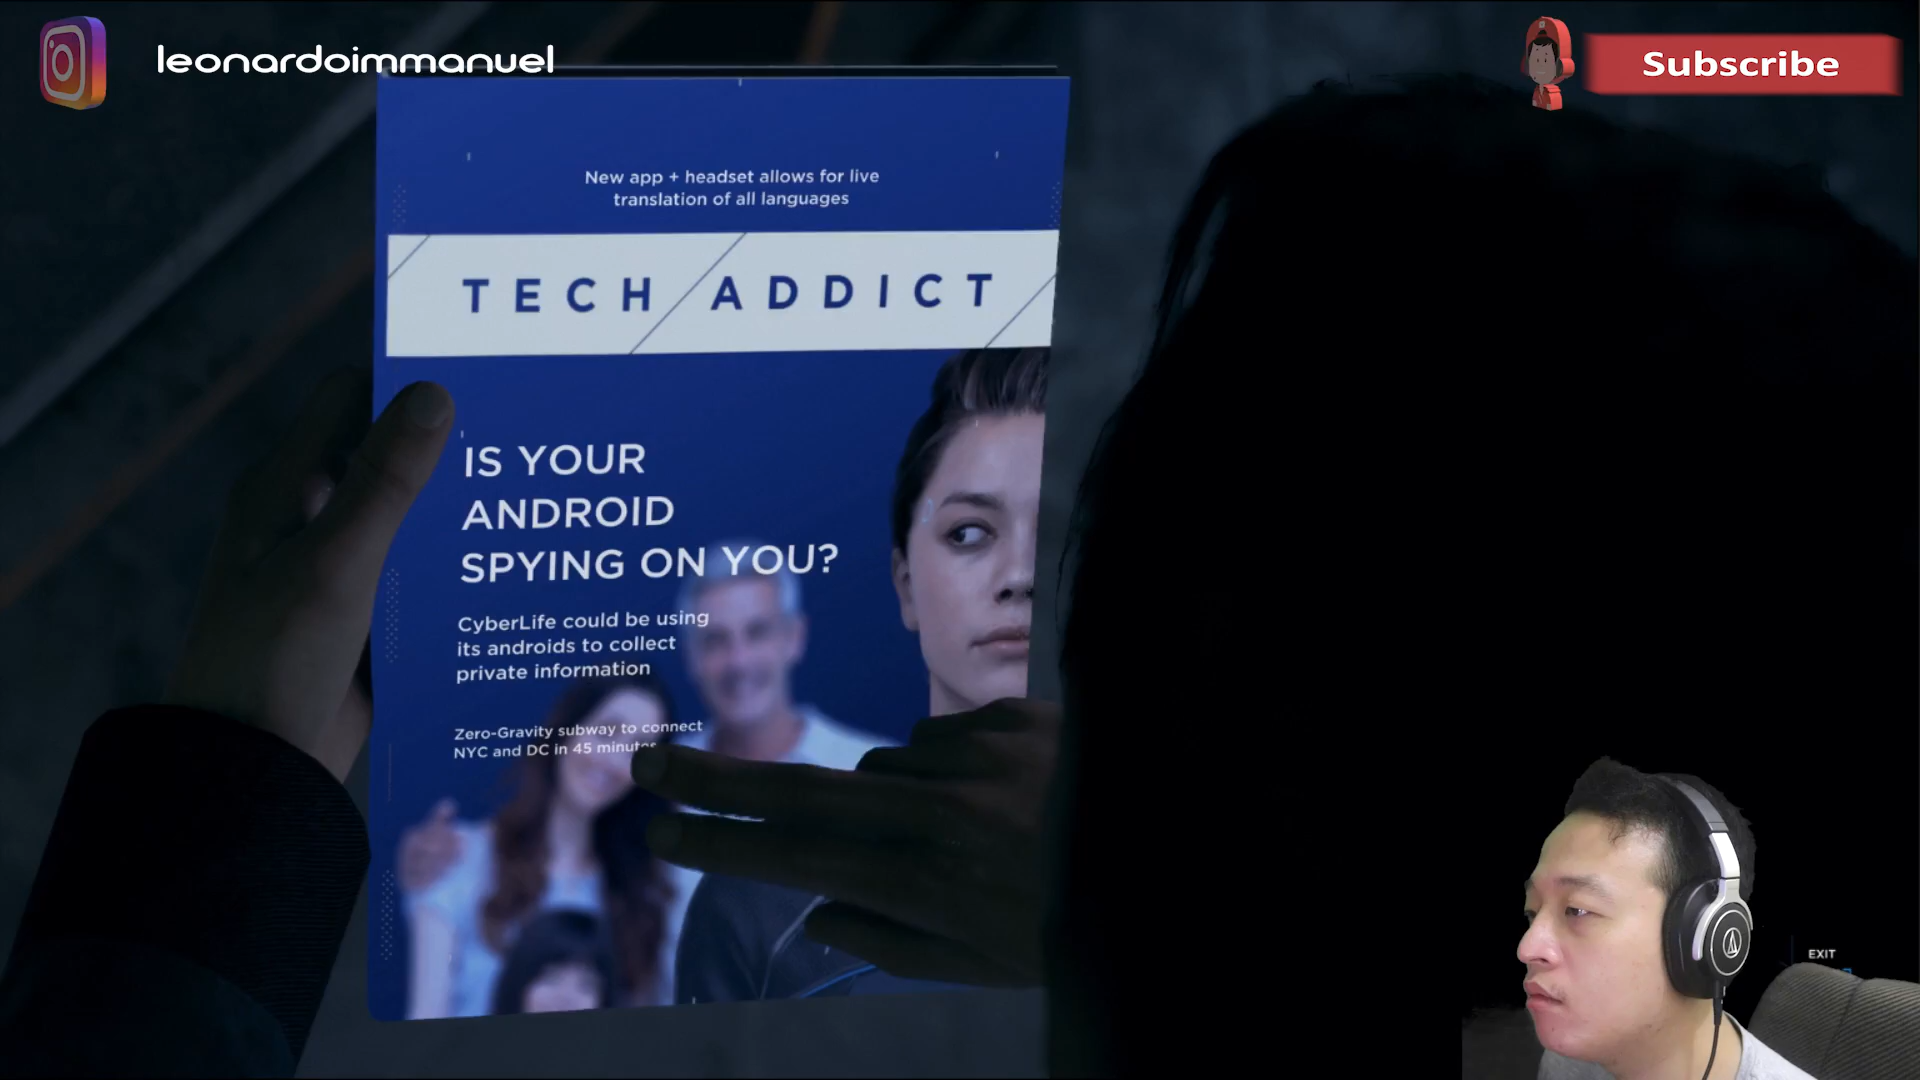 leonardoimmanuel
Subscribe
New app + headset allows for live
translation of all languages
TECH ADDICT
IS YOUR
ANDROID
SPYING ON YOU?
CyberLife could be using
its androids to collect
private information
Zero-Gravity subway to connect
NYC and DC in 45 minutes
EXIT